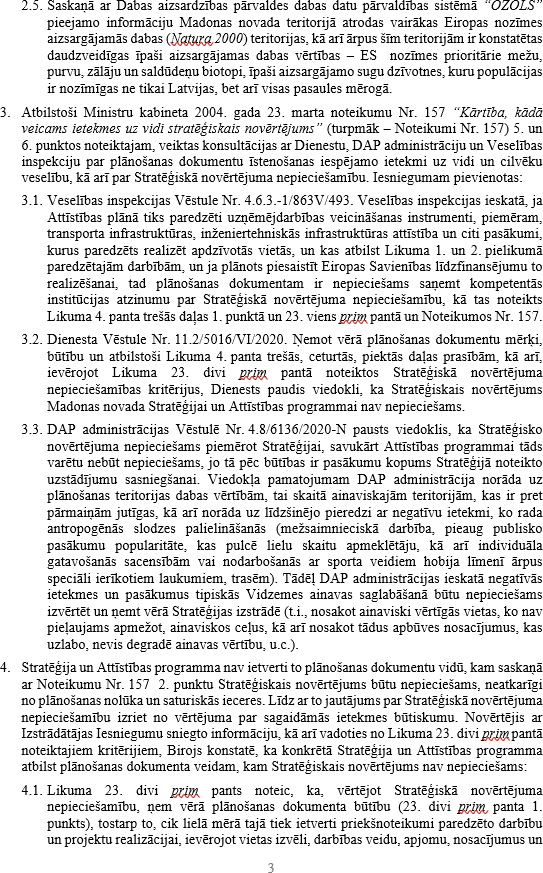 2.5. Saskaņā ar Dabas aizsardzības pārvaldes dabas datu pārvaldības sistēmā “OZOLS”
pieejamo informāciju Madonas novada teritorijā atrodas vairākas Eiropas nozīmes
aizsargājamās dabas (Natura 2000) teritorijas, kā arī ārpus šīm teritorijām ir konstatētas
daudzveidīgas īpaši aizsargājamas dabas vērtības – ES nozīmes prioritārie mežu,
purvu, zālāju un saldūdeņu biotopi, īpaši aizsargājamo sugu dzīvotnes, kuru populācijas
ir nozīmīgas ne tikai Latvijas, bet arī visas pasaules mērogā.
3. Atbilstoši Ministru kabineta 2004. gada 23. marta noteikumu Nr. 157 “Kārtība, kādā
veicams ietekmes uz vidi stratēģiskais novērtējums” (turpmāk – Noteikumi Nr. 157) 5. un
6. punktos noteiktajam, veiktas konsultācijas ar Dienestu, DAP administrāciju un Veselības
inspekciju par plānošanas dokumentu īstenošanas iespējamo ietekmi uz vidi un cilvēku
veselību, kā arī par Stratēģiskā novērtējuma nepieciešamību. Iesniegumam pievienotas:
3.1. Veselības inspekcijas Vēstule Nr. 4.6.3.-1/863V/493. Veselības inspekcijas ieskatā, ja
Attīstības plānā tiks paredzēti uzņēmējdarbības veicināšanas instrumenti, piemēram,
transporta infrastruktūras, inženiertehniskās infrastruktūras attīstība un citi pasākumi,
kurus paredzēts realizēt apdzīvotās vietās, un kas atbilst Likuma 1. un 2. pielikumā
paredzētajām darbībām, un ja plānots piesaistīt Eiropas Savienības līdzfinansējumu to
realizēšanai, tad plānošanas dokumentam ir nepieciešams saņemt kompetentās
institūcijas atzinumu par Stratēģiskā novērtējuma nepieciešamību, kā tas noteikts
Likuma 4. panta trešās daļas 1. punktā un 23. viens prim pantā un Noteikumos Nr. 157.
3.2. Dienesta Vēstule Nr. 11.2/5016/VI/2020. Ņemot vērā plānošanas dokumentu mērķi,
būtību un atbilstoši Likuma 4. panta trešās, ceturtās, piektās daļas prasībām, kā arī,
ievērojot Likuma 23. divi prim pantā noteiktos Stratēģiskā novērtējuma
nepieciešamības kritērijus, Dienests paudis viedokli, ka Stratēģiskais novērtējums
Madonas novada Stratēģijai un Attīstības programmai nav nepieciešams.
3.3. DAP administrācijas Vēstulē Nr. 4.8/6136/2020-N pausts viedoklis, ka Stratēģisko
novērtējumu nepieciešams piemērot Stratēģijai, savukārt Attīstības programmai tāds
varētu nebūt nepieciešams, jo tā pēc būtības ir pasākumu kopums Stratēģijā noteikto
uzstādījumu sasniegšanai. Viedokļa pamatojumam DAP administrācija norāda uz
plānošanas teritorijas dabas vērtībām, tai skaitā ainaviskajām teritorijām, kas ir pret
pārmaiņām jutīgas, kā arī norāda uz līdzšinējo pieredzi ar negatīvu ietekmi, ko rada
antropogēnās slodzes palielināšanās (mežsaimnieciskā darbība, pieaug publisko
pasākumu popularitāte, kas pulcē lielu skaitu apmeklētāju, kā arī individuāla
gatavošanās sacensībām vai nodarbošanās ar sporta veidiem hobija līmenī ārpus
speciāli ierīkotiem laukumiem, trasēm). Tādēļ DAP administrācijas ieskatā negatīvās
ietekmes un pasākumus tipiskās Vidzemes ainavas saglabāšanā būtu nepieciešams
izvērtēt un ņemt vērā Stratēģijas izstrādē (t.i., nosakot ainaviski vērtīgās vietas, ko nav
pieļaujams apmežot, ainaviskos ceļus, kā arī nosakot tādus apbūves nosacījumus, kas
uzlabo, nevis degradē ainavas vērtību, u.c.).
4. Stratēģija un Attīstības programma nav ietverti to plānošanas dokumentu vidū, kam saskaņā
ar Noteikumu Nr. 157 2. punktu Stratēģiskais novērtējums būtu nepieciešams, neatkarīgi
no plānošanas nolūka un saturiskās ieceres. Līdz ar to jautājums par Stratēģiskā novērtējuma
nepieciešamību izriet no vērtējuma par sagaidāmās ietekmes būtiskumu. Novērtējis ar
Izstrādātājas Iesniegumu sniegto informāciju, kā arī vadoties no Likuma 23. divi prim pantā
noteiktajiem kritērijiem, Birojs konstatē, ka konkrētā Stratēģija un Attīstības programma
atbilst plānošanas dokumenta veidam, kam Stratēģiskais novērtējums nav nepieciešams:
4.1. Likuma 23. divi prim pants noteic, ka, vērtējot Stratēģiskā novērtējuma
nepieciešamību, ņem vērā plānošanas dokumenta būtību (23. divi prim panta 1.
punkts), tostarp to, cik lielā mērā tajā tiek ietverti priekšnoteikumi paredzēto darbību
un projektu realizācijai, ievērojot vietas izvēli, darbības veidu, apjomu, nosacījumus un
3